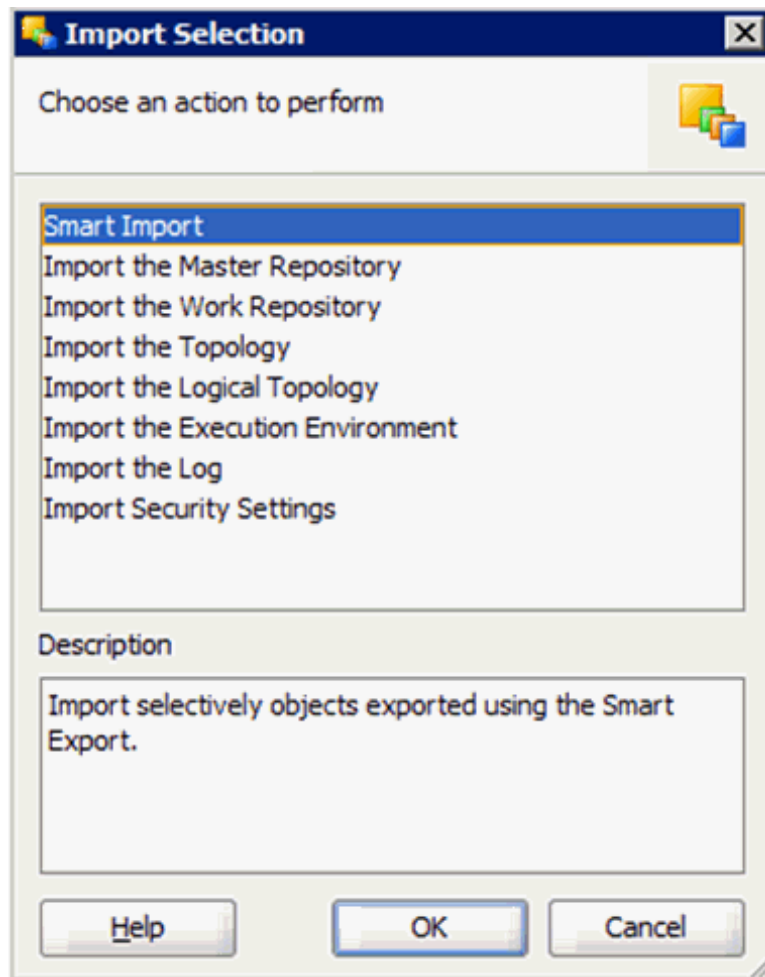 Import Selection
Choose an action to perform
Smart Import
Import the Master Repository
Import the Work Repository
Import the Topology
Import the Logical Topology
Import the Execution Environment
Import the Log
Import Security Settings
Description
Import selectively objects exported using the Smart
Export.
Help OK Cancel